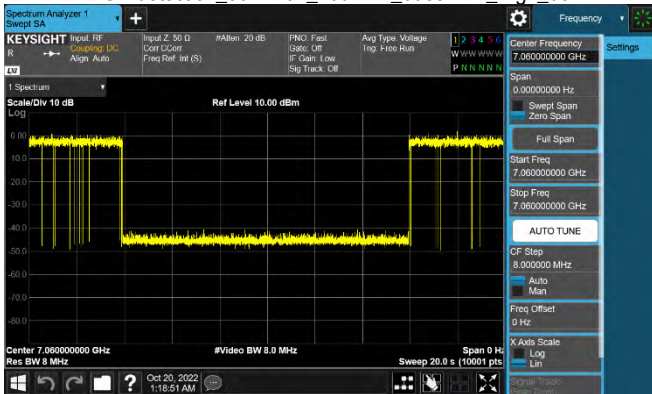 Spectrum Analyzer 1
Swept SA
Frequency
KEYSIGHT
R
LXI
Input: RF
Coupling: DC
Align: Auto
Input Z: 50 Ω
Corr CCorr
Freq Ref: Int (S)
#Atten: 20 dB
PNO: Fast
Gate: Off
IF Gain: Low
Sig Track: Off
Avg Type: Voltage
Trig: Free Run
1 2 3 4 5 6
W W W W W W
P N N N N N
1 Spectrum
Scale/Div 10 dB
Ref Level 10.00 dBm
Log
0.00
-10.0
-20.0
-30.0
-40.0
-50.0
-60.0
-70.0
-80.0
Center 7.060000000 GHz
#Video BW 8.0 MHz
Span 0 Hz
Res BW 8 MHz
Sweep 20.0 s (10001 pts
Oct 20, 2022
1:18:51 AM
Center Frequency
7.060000000 GHz
Settings
Span
0.00000000 Hz
Swept Span
Zero Span
Full Span
Start Freq
7.060000000 GHz
Stop Freq
7.060000000 GHz
AUTO TUNE
CF Step
8.000000 MHz
Auto
Man
Freq Offset
0 Hz
X Axis Scale
Log
Lin
Signal Track